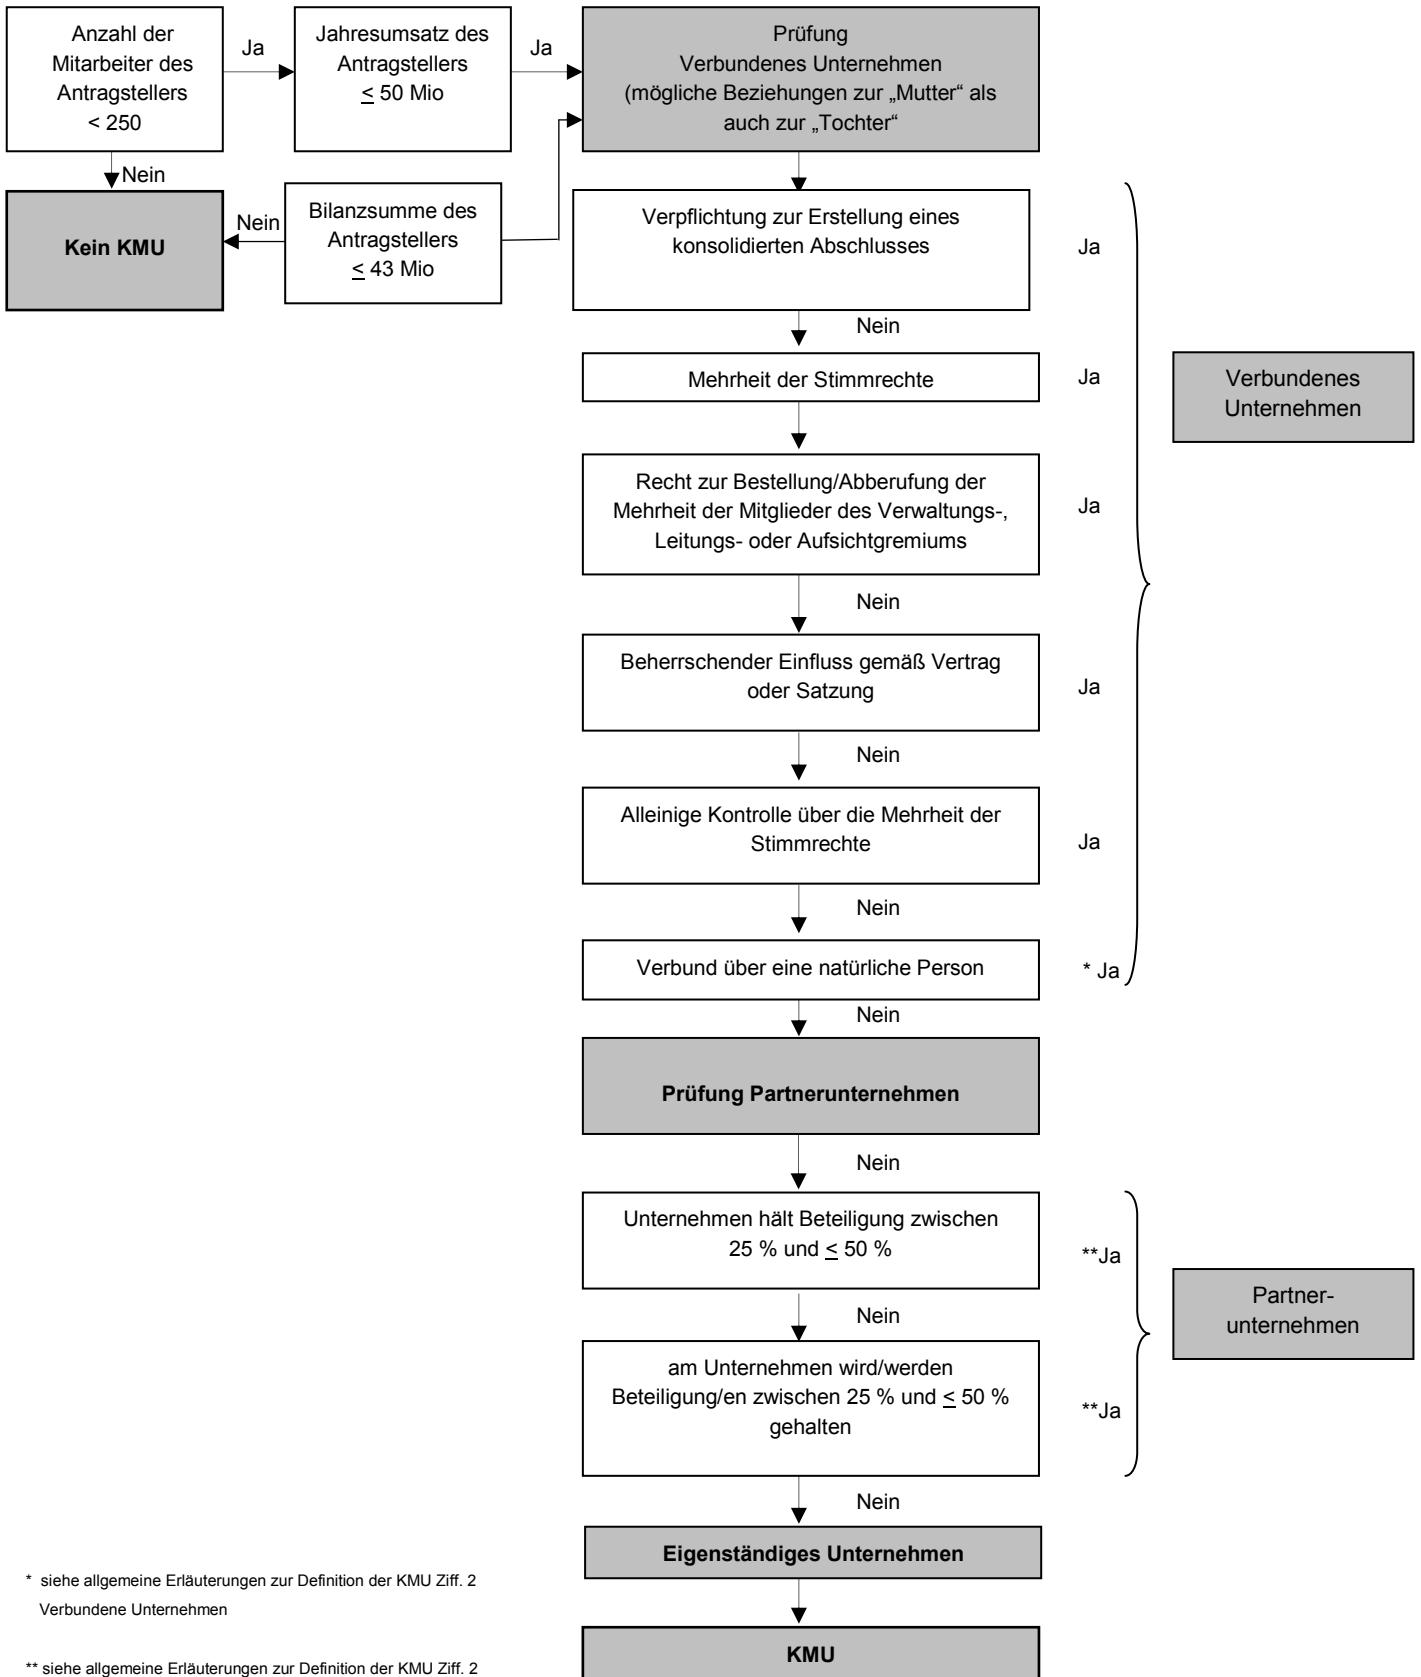 Anzahl der
Mitarbeiter des
Antragstellers
< 250
Ja
Jahresumsatz des
Antragstellers
≤ 50 Mio
Ja
Prüfung
Verbundenes Unternehmen
(mögliche Beziehungen zur „Mutter“ als
auch zur „Tochter“
Nein
Kein KMU
Nein
Bilanzsumme des
Antragstellers
≤ 43 Mio
Verpflichtung zur Erstellung eines
konsolidierten Abschlusses
Ja
Nein
Mehrheit der Stimmrechte
Ja
Verbundenes
Unternehmen
Recht zur Bestellung/Abberufung der
Mehrheit der Mitglieder des Verwaltungs-,
Leitungs- oder Aufsichtgremiums
Ja
Nein
Beherrschender Einfluss gemäß Vertrag
oder Satzung
Ja
Nein
Alleinige Kontrolle über die Mehrheit der
Stimmrechte
Ja
Nein
Verbund über eine natürliche Person
* Ja
Nein
Prüfung Partnerunternehmen
Nein
Unternehmen hält Beteiligung zwischen
25 % und ≤ 50 %
**Ja
Nein
Partner-
unternehmen
am Unternehmen wird/werden
Beteiligung/en zwischen 25 % und ≤ 50 %
gehalten
**Ja
Nein
Eigenständiges Unternehmen
KMU
* siehe allgemeine Erläuterungen zur Definition der KMU Ziff. 2
Verbundene Unternehmen
** siehe allgemeine Erläuterungen zur Definition der KMU Ziff. 2